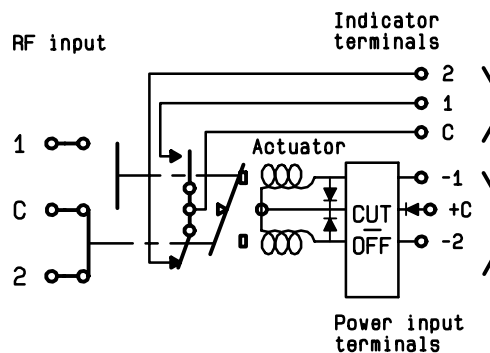 Indicator
terminals
RF input
2
1
C
Actuator
1
-1
C
CUT
OFF
+C
-2
2
Power input
terminals